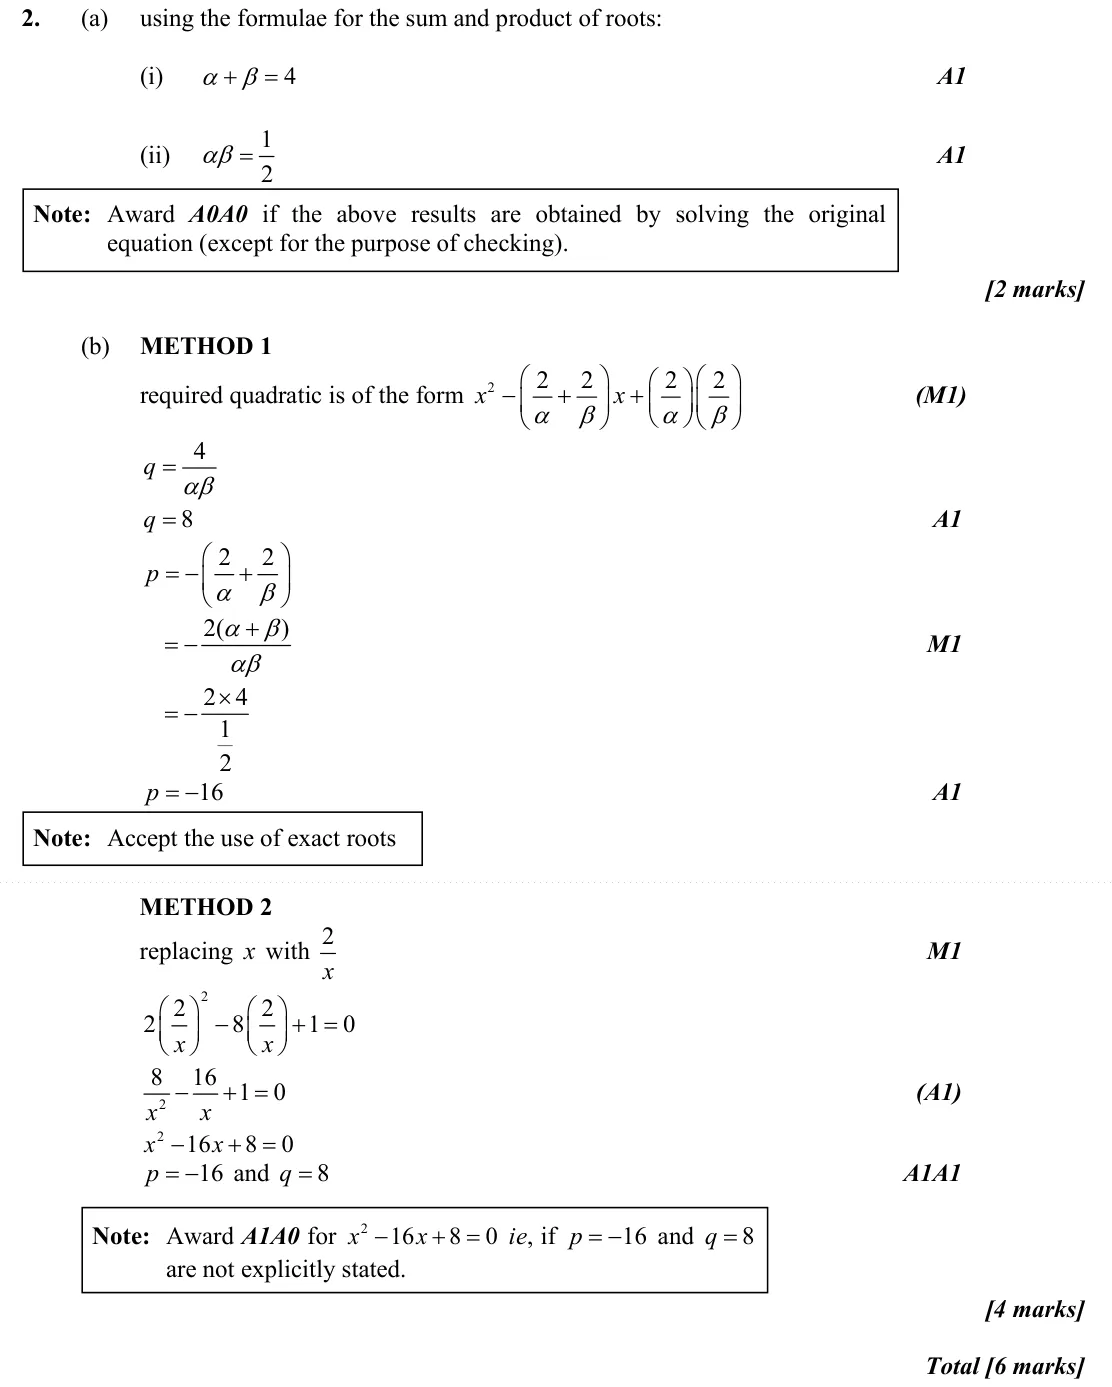 2. (a) using the formulae for the sum and product of roots:
(i) α + β = 4 A1
(ii) αβ = 1/2 A1
Note: Award A0A0 if the above results are obtained by solving the original
equation (except for the purpose of checking).
[2 marks]
(b) METHOD 1
required quadratic is of the form x² − (2/α + 2/β)x + (2/α)(2/β) (M1)
q = 4/αβ
q = 8 A1
p = −(2/α + 2/β)
= −2(α + β)/αβ M1
= −(2 × 4)/(1/2)
p = −16 A1
Note: Accept the use of exact roots
METHOD 2
replacing x with 2/x M1
2(2/x)² − 8(2/x) + 1 = 0
8/x² − 16/x + 1 = 0 (A1)
x² − 16x + 8 = 0
p = −16 and q = 8 A1A1
Note: Award A1A0 for x² − 16x + 8 = 0 ie, if p = −16 and q = 8
are not explicitly stated.
[4 marks]
Total [6 marks]